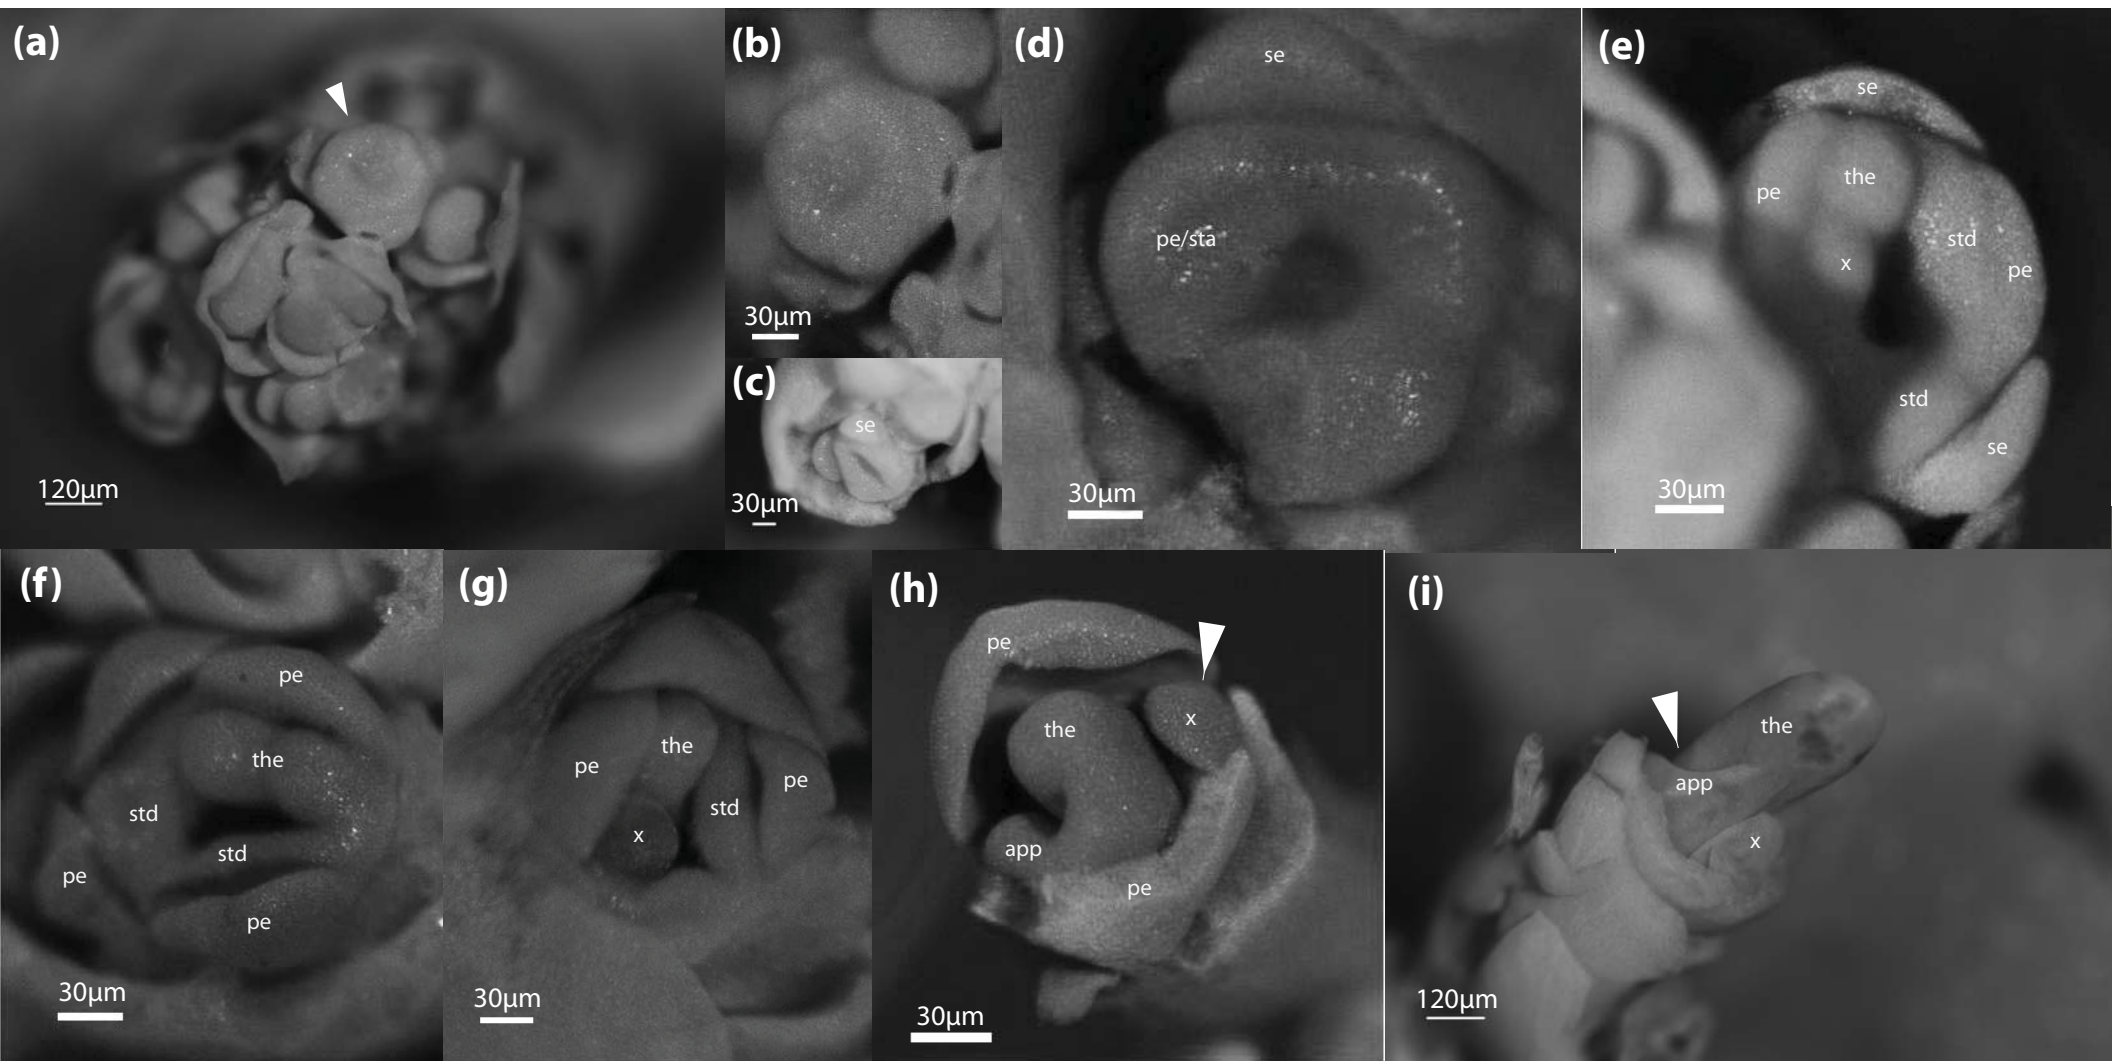 (a)
120µm
(b)
30µm
(c)
se
30µm
(d)
se
pe/sta
30µm
(e)
se
pe
the
std
x
pe
std
se
30µm
(f)
pe
the
std
std
pe
pe
30µm
(g)
the
pe
pe
std
x
30µm
(h)
pe
x
the
app
pe
30µm
(i)
the
app
x
120µm